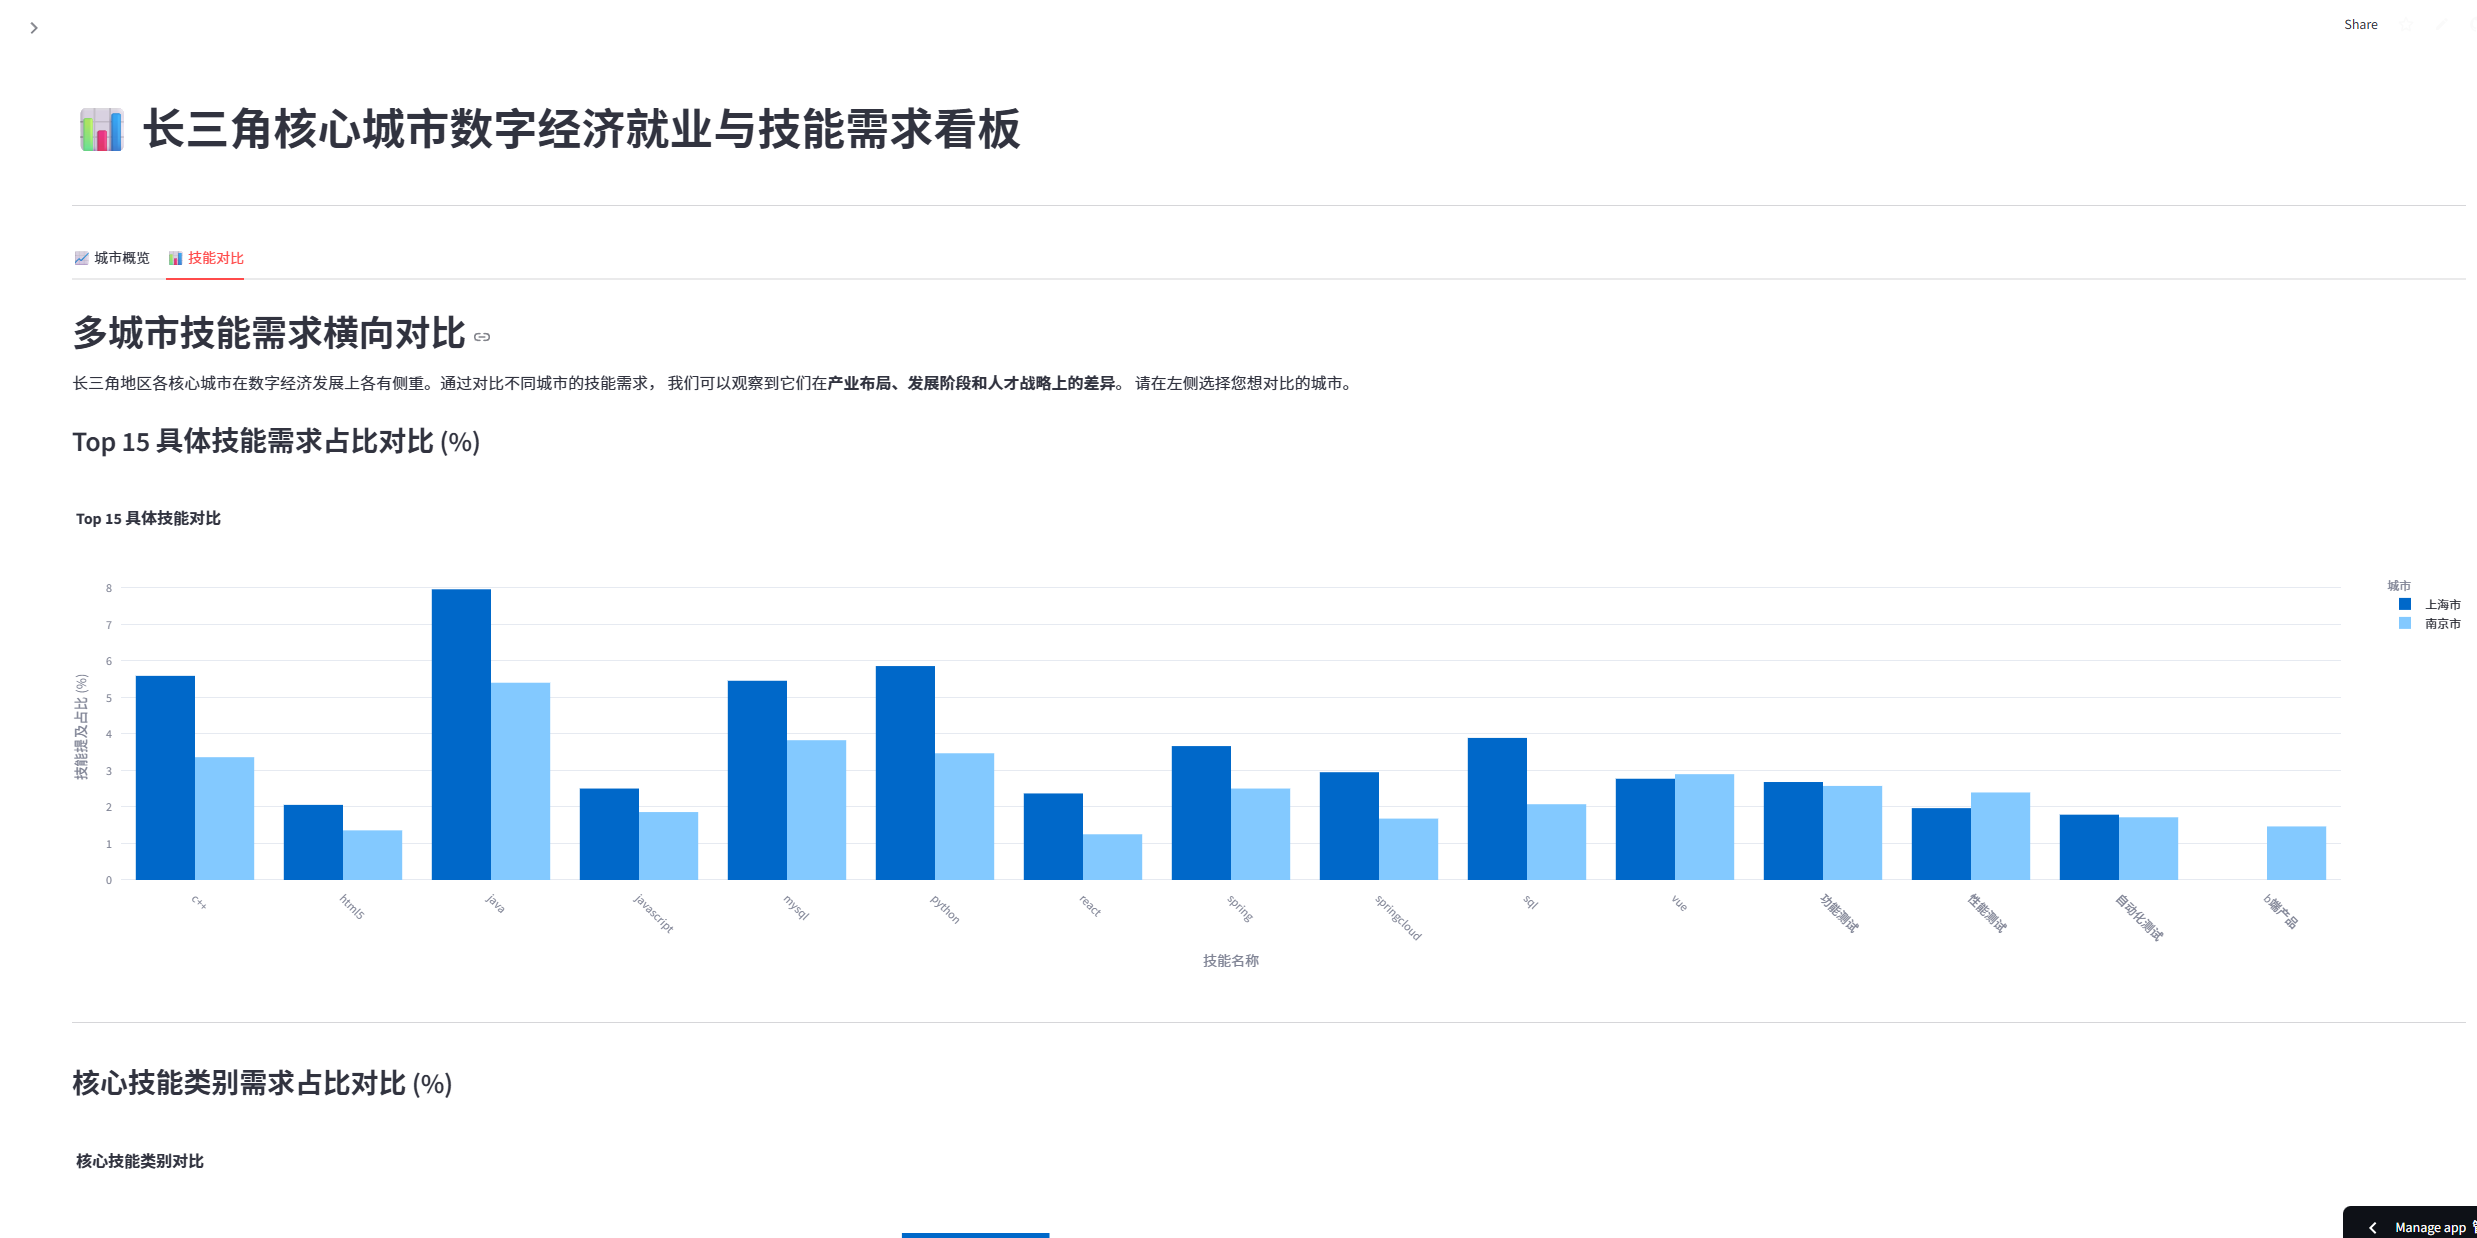 Share
长三角核心城市数字经济就业与技能需求看板
城市概览 技能对比
多城市技能需求横向对比
长三角地区各核心城市在数字经济发展上各有侧重。通过对比不同城市的技能需求， 我们可以观察到它们在产业布局、发展阶段和人才战略上的差异。 请在左侧选择您想对比的城市。
Top 15 具体技能需求占比对比 (%)
Top 15 具体技能对比
城市
上海市
南京市
技能提及占比 (%)
8
7
6
5
4
3
2
1
0
c++ html5 java javascript mysql python react spring springcloud sql vue 功能测试 性能测试 自动化测试 b端产品
技能名称
核心技能类别需求占比对比 (%)
核心技能类别对比
Manage app